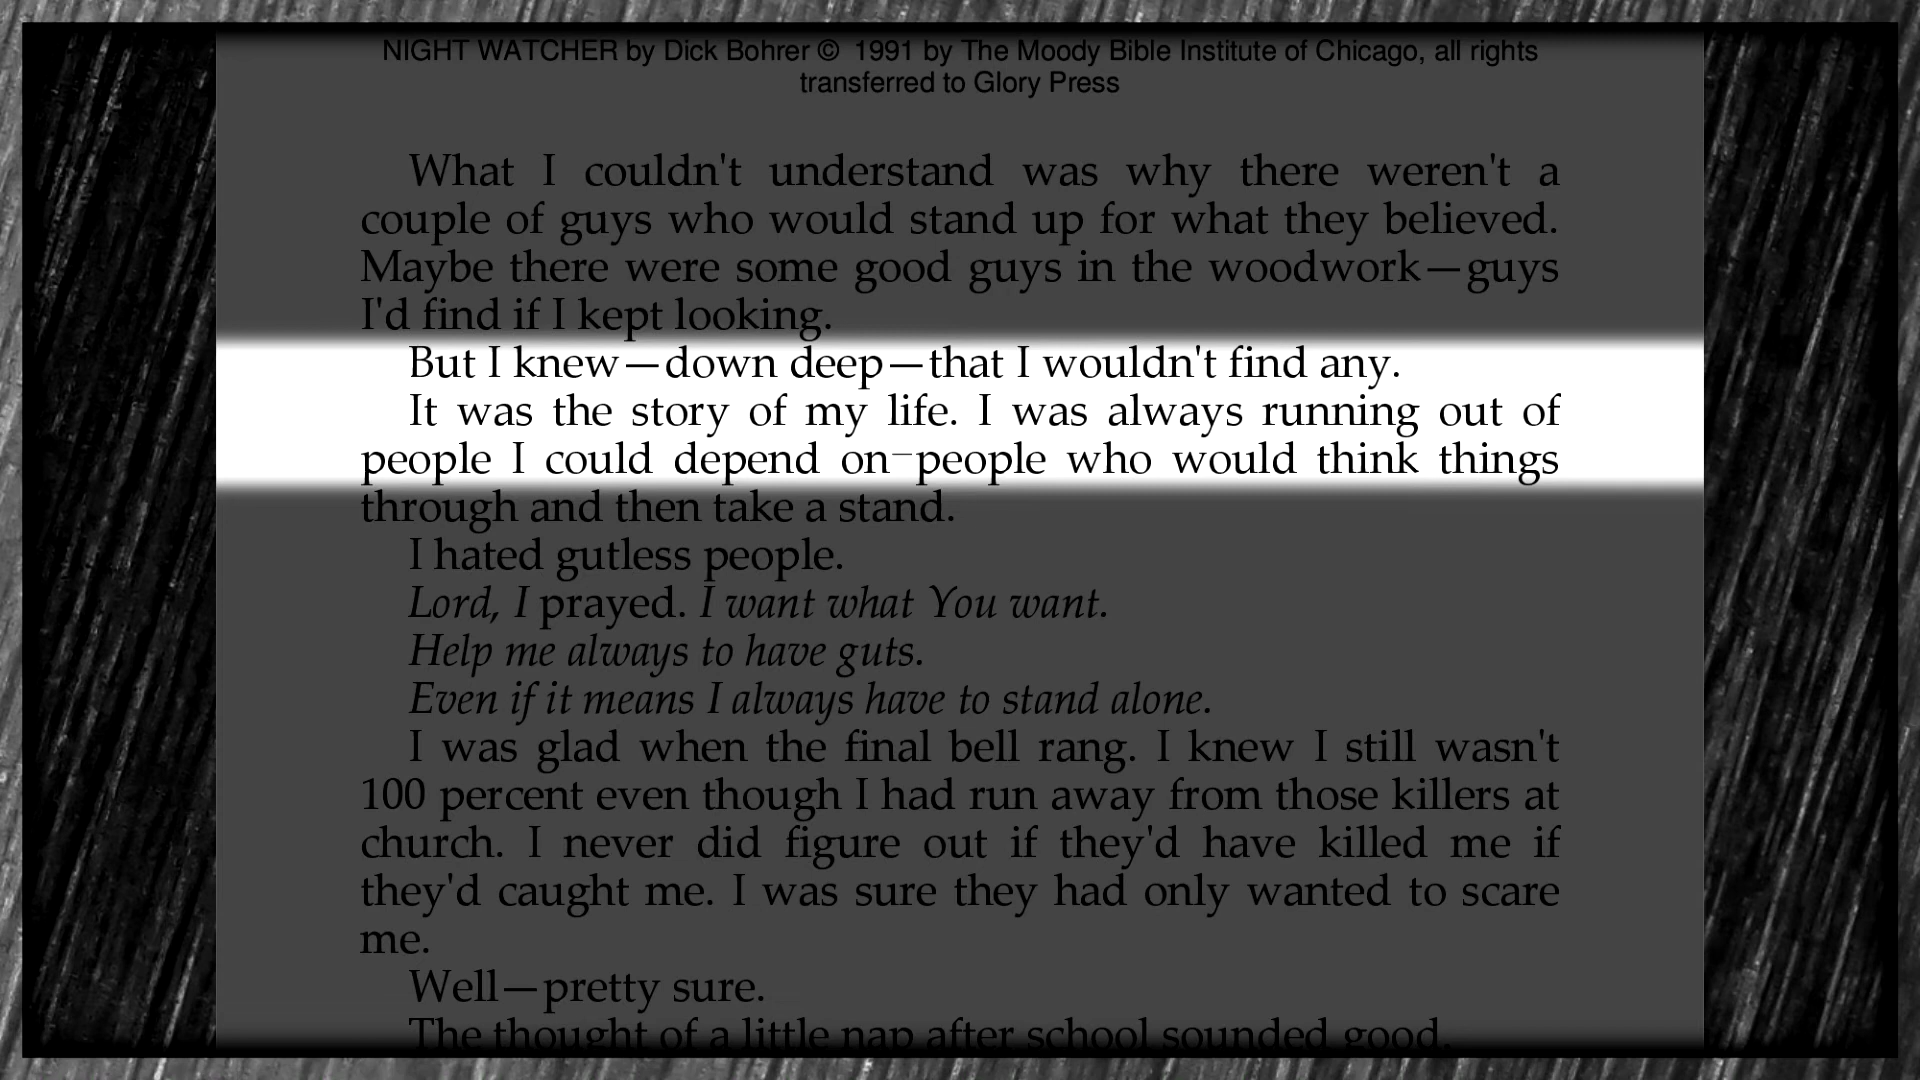 NIGHT WATCHER by Dick Bohrer © 1991 by The Moody Bible Institute of Chicago, all rights
transferred to Glory Press
What I couldn't understand was why there weren't a
couple of guys who would stand up for what they believed.
Maybe there were some good guys in the woodwork—guys
I'd find if I kept looking.
But I knew—down deep—that I wouldn't find any.
It was the story of my life. I was always running out of
people I could depend on–people who would think things
through and then take a stand.
I hated gutless people.
Lord, I prayed. I want what You want.
Help me always to have guts.
Even if it means I always have to stand alone.
I was glad when the final bell rang. I knew I still wasn't
100 percent even though I had run away from those killers at
church. I never did figure out if they'd have killed me if
they'd caught me. I was sure they had only wanted to scare
me.
Well—pretty sure.
The thought of a little nap after school sounded good.